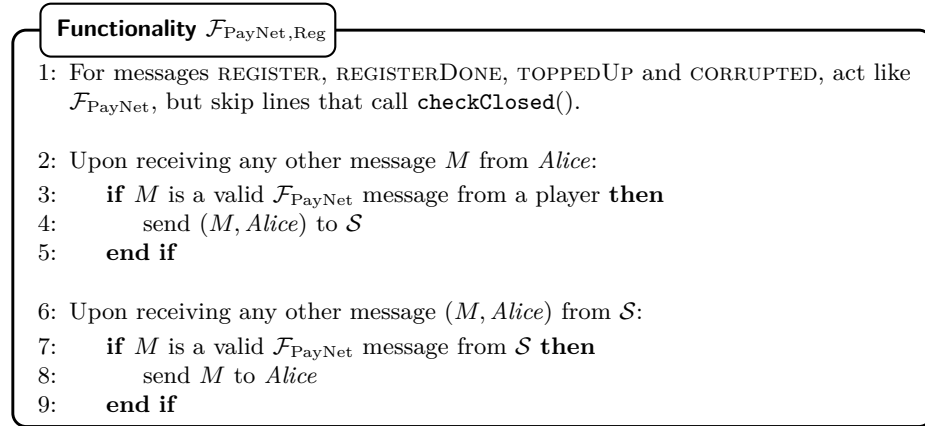 Functionality 𝓕PayNet,Reg
1: For messages REGISTER, REGISTERDONE, TOPPEDUP and CORRUPTED, act like
𝓕PayNet, but skip lines that call checkClosed().
2: Upon receiving any other message M from Alice:
3: if M is a valid 𝓕PayNet message from a player then
4: send (M, Alice) to 𝓢
5: end if
6: Upon receiving any other message (M, Alice) from 𝓢:
7: if M is a valid 𝓕PayNet message from 𝓢 then
8: send M to Alice
9: end if